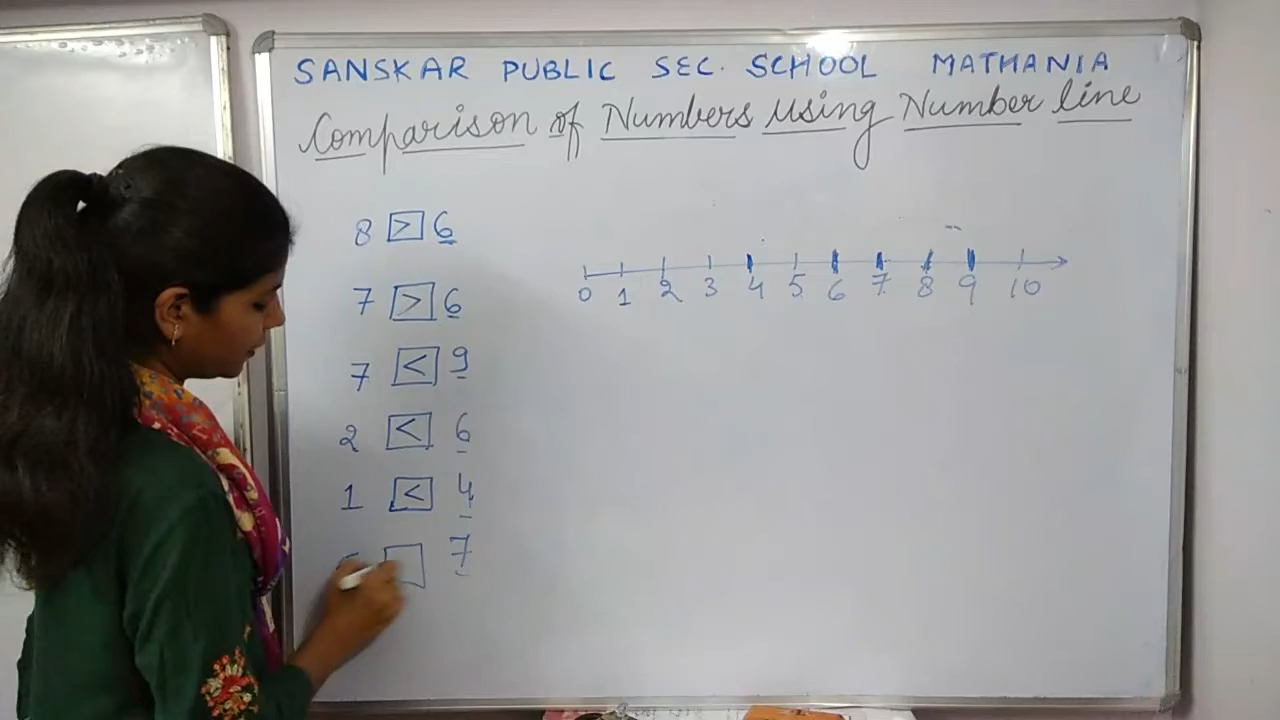 SANSKAR PUBLIC SEC. SCHOOL MATHANIA
Comparison of Numbers using Number line
8 > 6
7 > 6
7 < 9
2 < 6
1 < 4
7
0 1 2 3 4 5 6 7 8 9 10